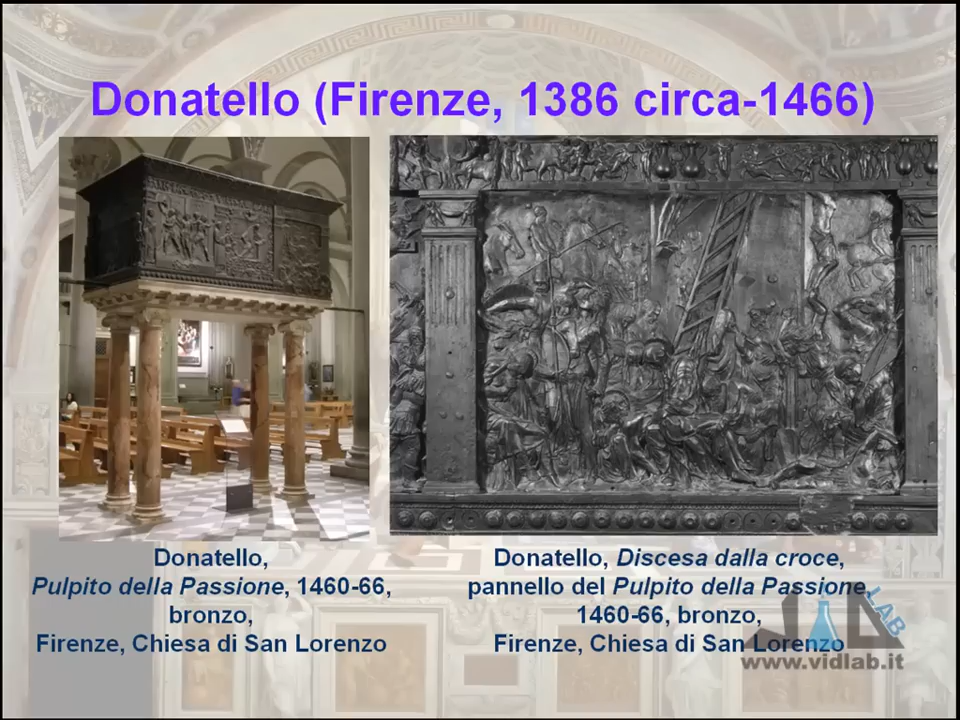 Donatello (Firenze, 1386 circa-1466)
Donatello,
Pulpito della Passione, 1460-66,
bronzo,
Firenze, Chiesa di San Lorenzo
Donatello, Discesa dalla croce,
pannello del Pulpito della Passione,
1460-66, bronzo,
Firenze, Chiesa di San Lorenzo
LAB
www.vidlab.it